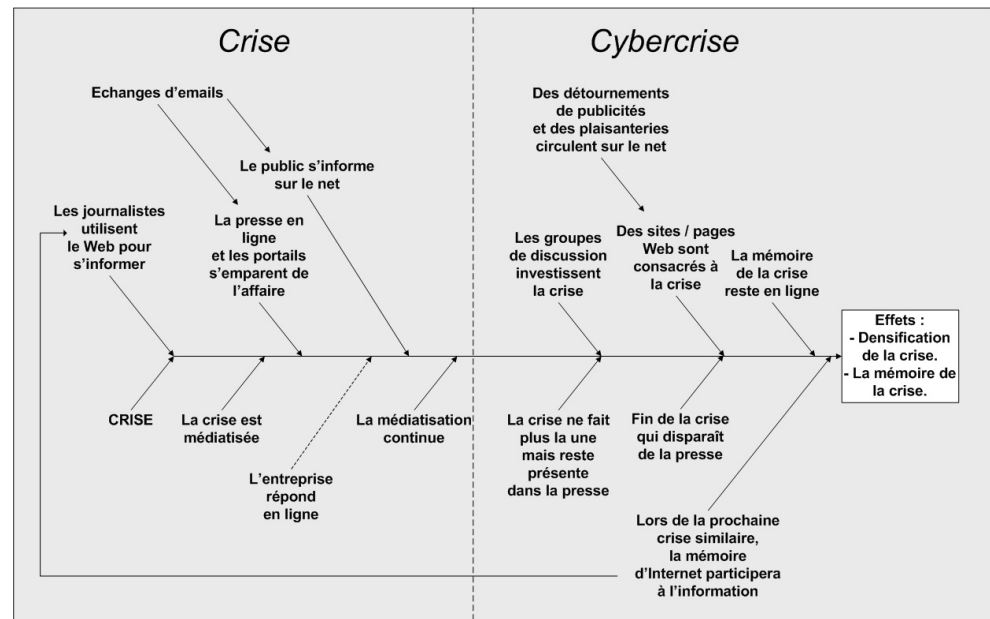 Crise
Cybercrise
Echanges d'emails
Le public s'informe
sur le net
Les journalistes
utilisent
le Web pour
s'informer
La presse en
ligne
et les portails
s'emparent de
l'affaire
Des détournements
de publicités
et des plaisanteries
circulent sur le net
Les groupes
de discussion
investissent
la crise
Des sites / pages
Web sont
consacrés à
la crise
La mémoire
de la crise
reste en ligne
Effets :
- Densification
de la crise.
- La mémoire de
la crise.
CRISE
La crise est
médiatisée
L'entreprise
répond
en ligne
La médiatisation
continue
La crise ne fait
plus la une
mais reste
présente
dans la presse
Fin de la crise
qui disparaît
de la presse
Lors de la prochaine
crise similaire,
la mémoire
d'Internet participera
à l'information